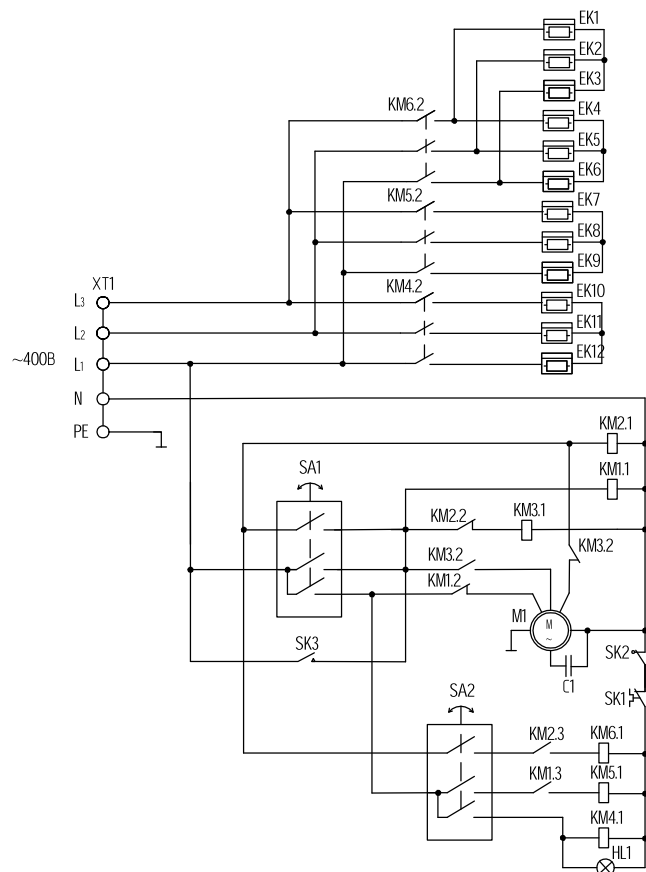 EK1
EK2
EK3
KM6.2
EK4
EK5
EK6
KM5.2
EK7
EK8
EK9
XT1
KM4.2
L3
EK10
L2
EK11
~400В
L1
EK12
N
PE
KM2.1
SA1
KM1.1
KM2.2
KM3.1
KM3.2
KM3.2
KM1.2
M1
M
~
SK3
SK2
C1
SA2
SK1
KM2.3
KM6.1
KM1.3
KM5.1
KM4.1
HL1